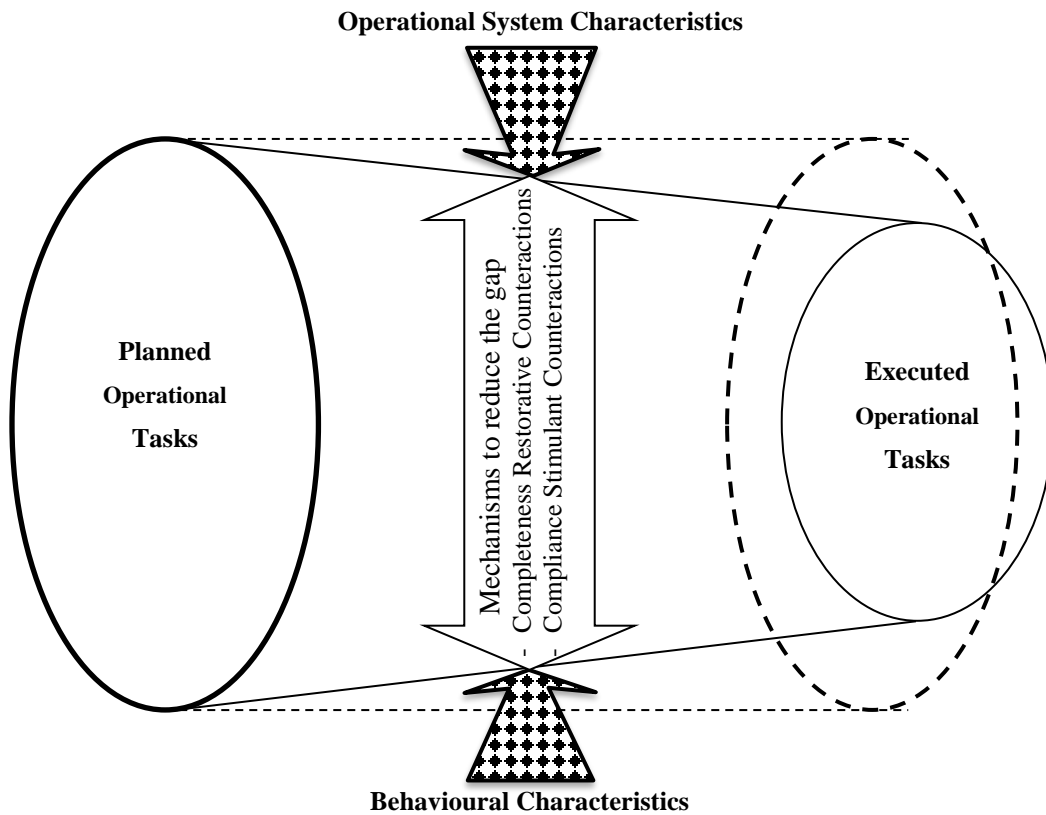 Operational System Characteristics
Planned
Operational
Tasks
Mechanisms to reduce the gap
- Completeness Restorative Counteractions
- Compliance Stimulant Counteractions
Executed
Operational
Tasks
Behavioural Characteristics